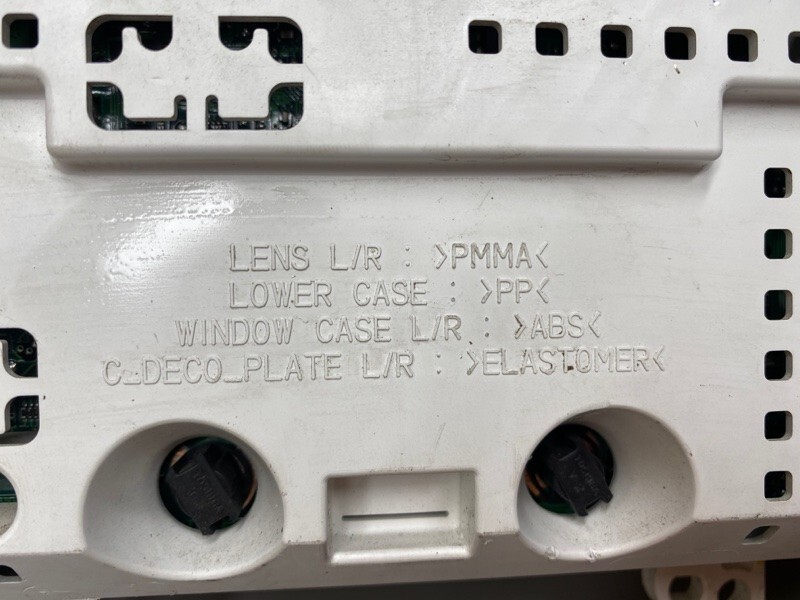 LENS L/R : >PMMA<
LOWER CASE : >PP<
WINDOW CASE L/R : >ABS<
C_DECO_PLATE L/R : >ELASTOMER<